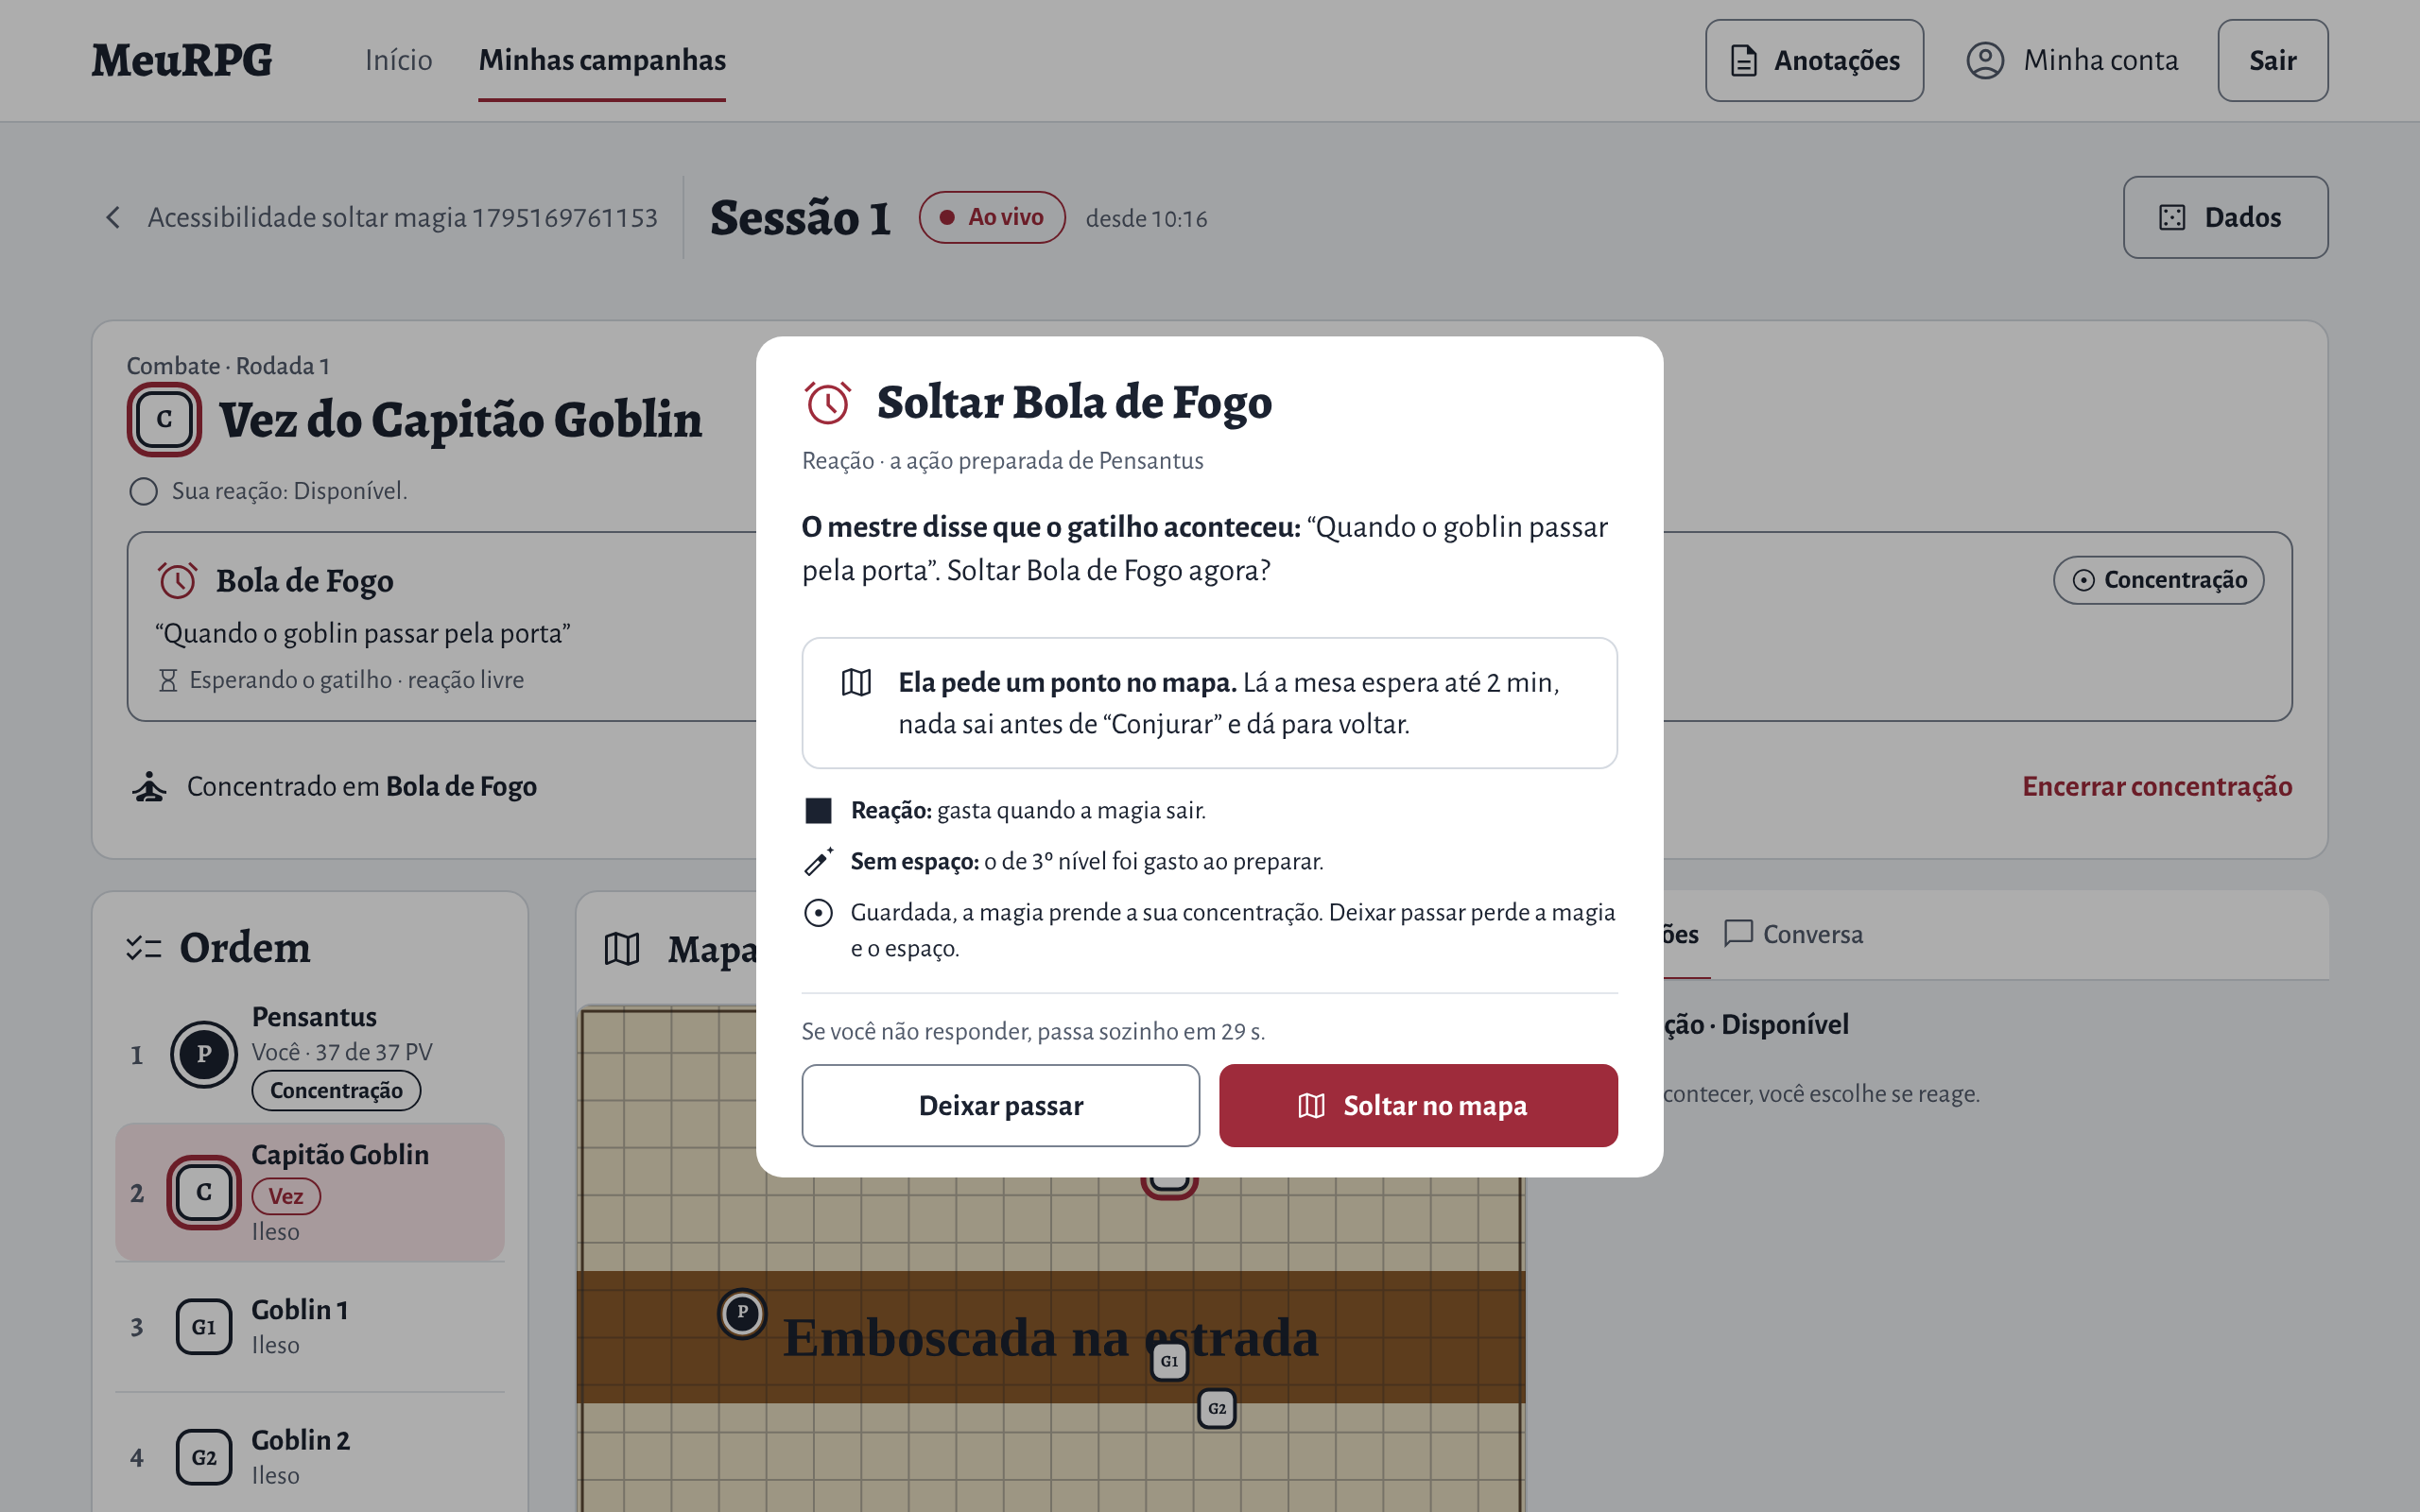 MeuRPG
Início
Minhas campanhas
Anotações
Minha conta
Sair
Acessibilidade soltar magia 1795169761153
Sessão 1
Ao vivo
desde 10:16
Dados
Combate · Rodada 1
C
Vez do Capitão Goblin
Sua reação: Disponível.
Bola de Fogo
Concentração
“Quando o goblin passar pela porta”
Esperando o gatilho · reação livre
Concentrado em Bola de Fogo
Encerrar concentração
Soltar Bola de Fogo
Reação · a ação preparada de Pensantus
O mestre disse que o gatilho aconteceu: “Quando o goblin passar
pela porta”. Soltar Bola de Fogo agora?
Ela pede um ponto no mapa. Lá a mesa espera até 2 min,
nada sai antes de “Conjurar” e dá para voltar.
Reação: gasta quando a magia sair.
Sem espaço: o de 3º nível foi gasto ao preparar.
Guardada, a magia prende a sua concentração. Deixar passar perde a magia
e o espaço.
Se você não responder, passa sozinho em 29 s.
Deixar passar
Soltar no mapa
Ordem
1
P
Pensantus
Você · 37 de 37 PV
Concentração
2
C
Capitão Goblin
Vez
Ileso
3
G1
Goblin 1
Ileso
4
G2
Goblin 2
Ileso
Mapa
P
Emboscada na estrada
G1
G2
ões
Conversa
ção · Disponível
contecer, você escolhe se reage.